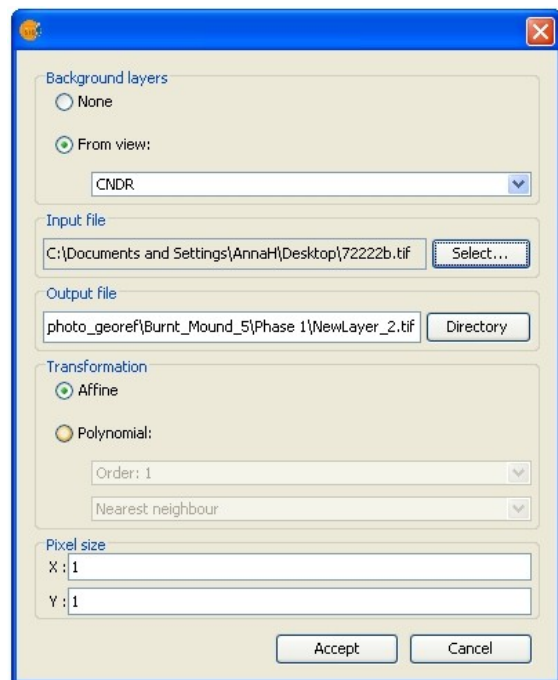 Background layers
None
From view:
CNDR
Input file
C:\Documents and Settings\AnnaH\Desktop\72222b.tif
Select...
Output file
photo_georef\Burnt_Mound_5\Phase 1\NewLayer_2.tif
Directory
Transformation
Affine
Polynomial:
Order: 1
Nearest neighbour
Pixel size
X : 1
Y : 1
Accept
Cancel